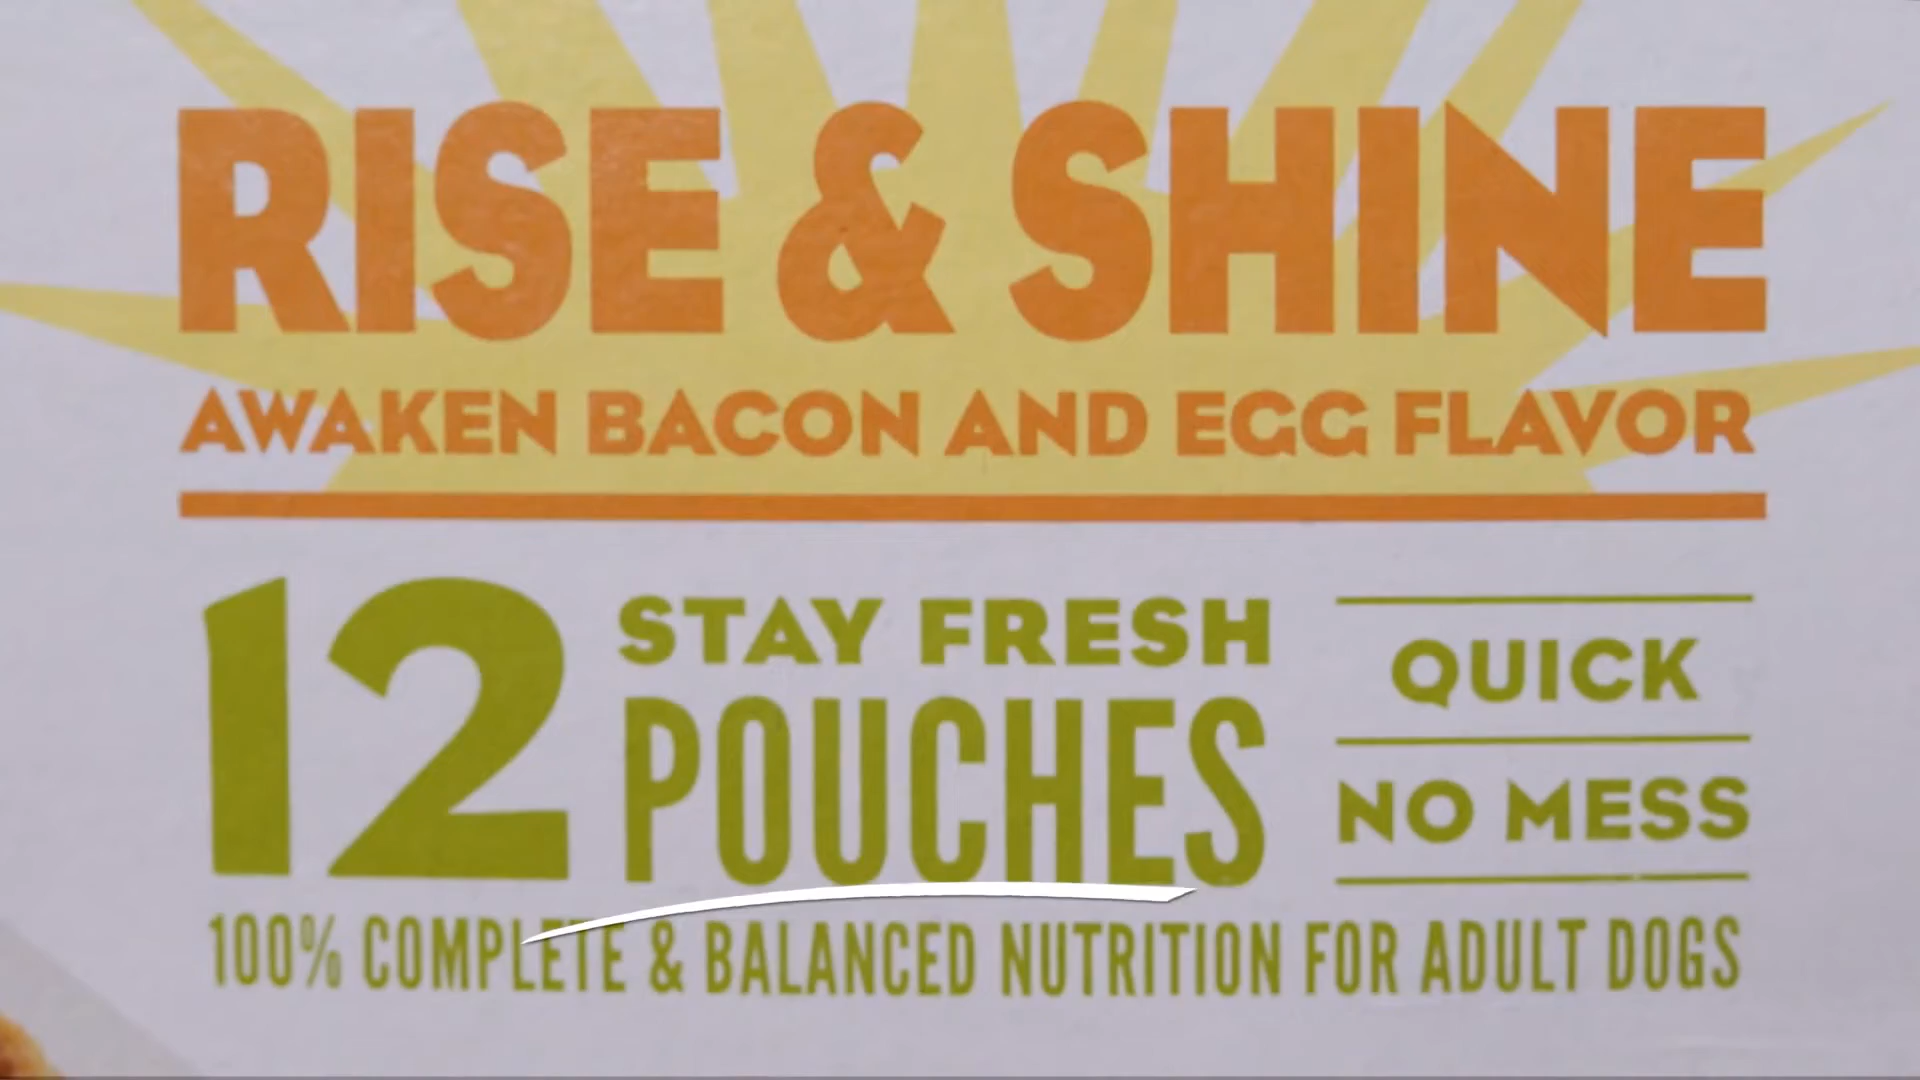 RISE & SHINE
AWAKEN BACON AND EGG FLAVOR
12 STAY FRESH
POUCHES
QUICK
NO MESS
100% COMPLETE & BALANCED NUTRITION FOR ADULT DOGS